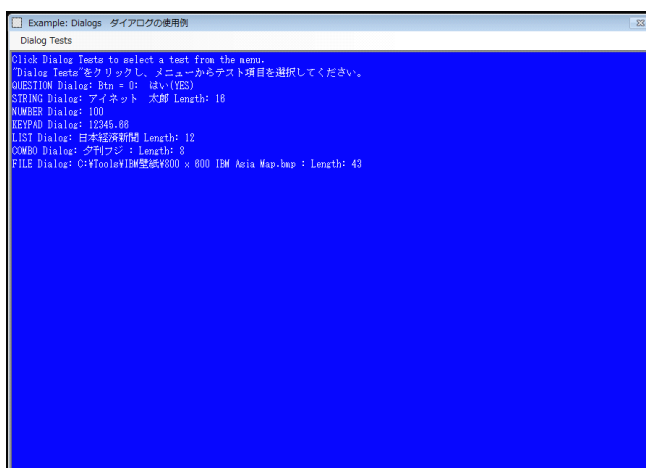 Example: Dialogs ダイアログの使用例
Dialog Tests
Click Dialog Tests to select a test from the menu.
"Dialog Tests"をクリックし、メニューからテスト項目を選択してください。
QUESTION Dialog: Btn = 0: はい(YES)
STRING Dialog: アイネット 太郎 Length: 16
NUMBER Dialog: 100
KEYPAD Dialog: 12345.66
LIST Dialog: 日本経済新聞 Length: 12
COMBO Dialog: 夕刊フジ : Length: 8
FILE Dialog: C:¥Tools¥IBM壁紙¥800 x 600 IBM Asia Map.bmp : Length: 43